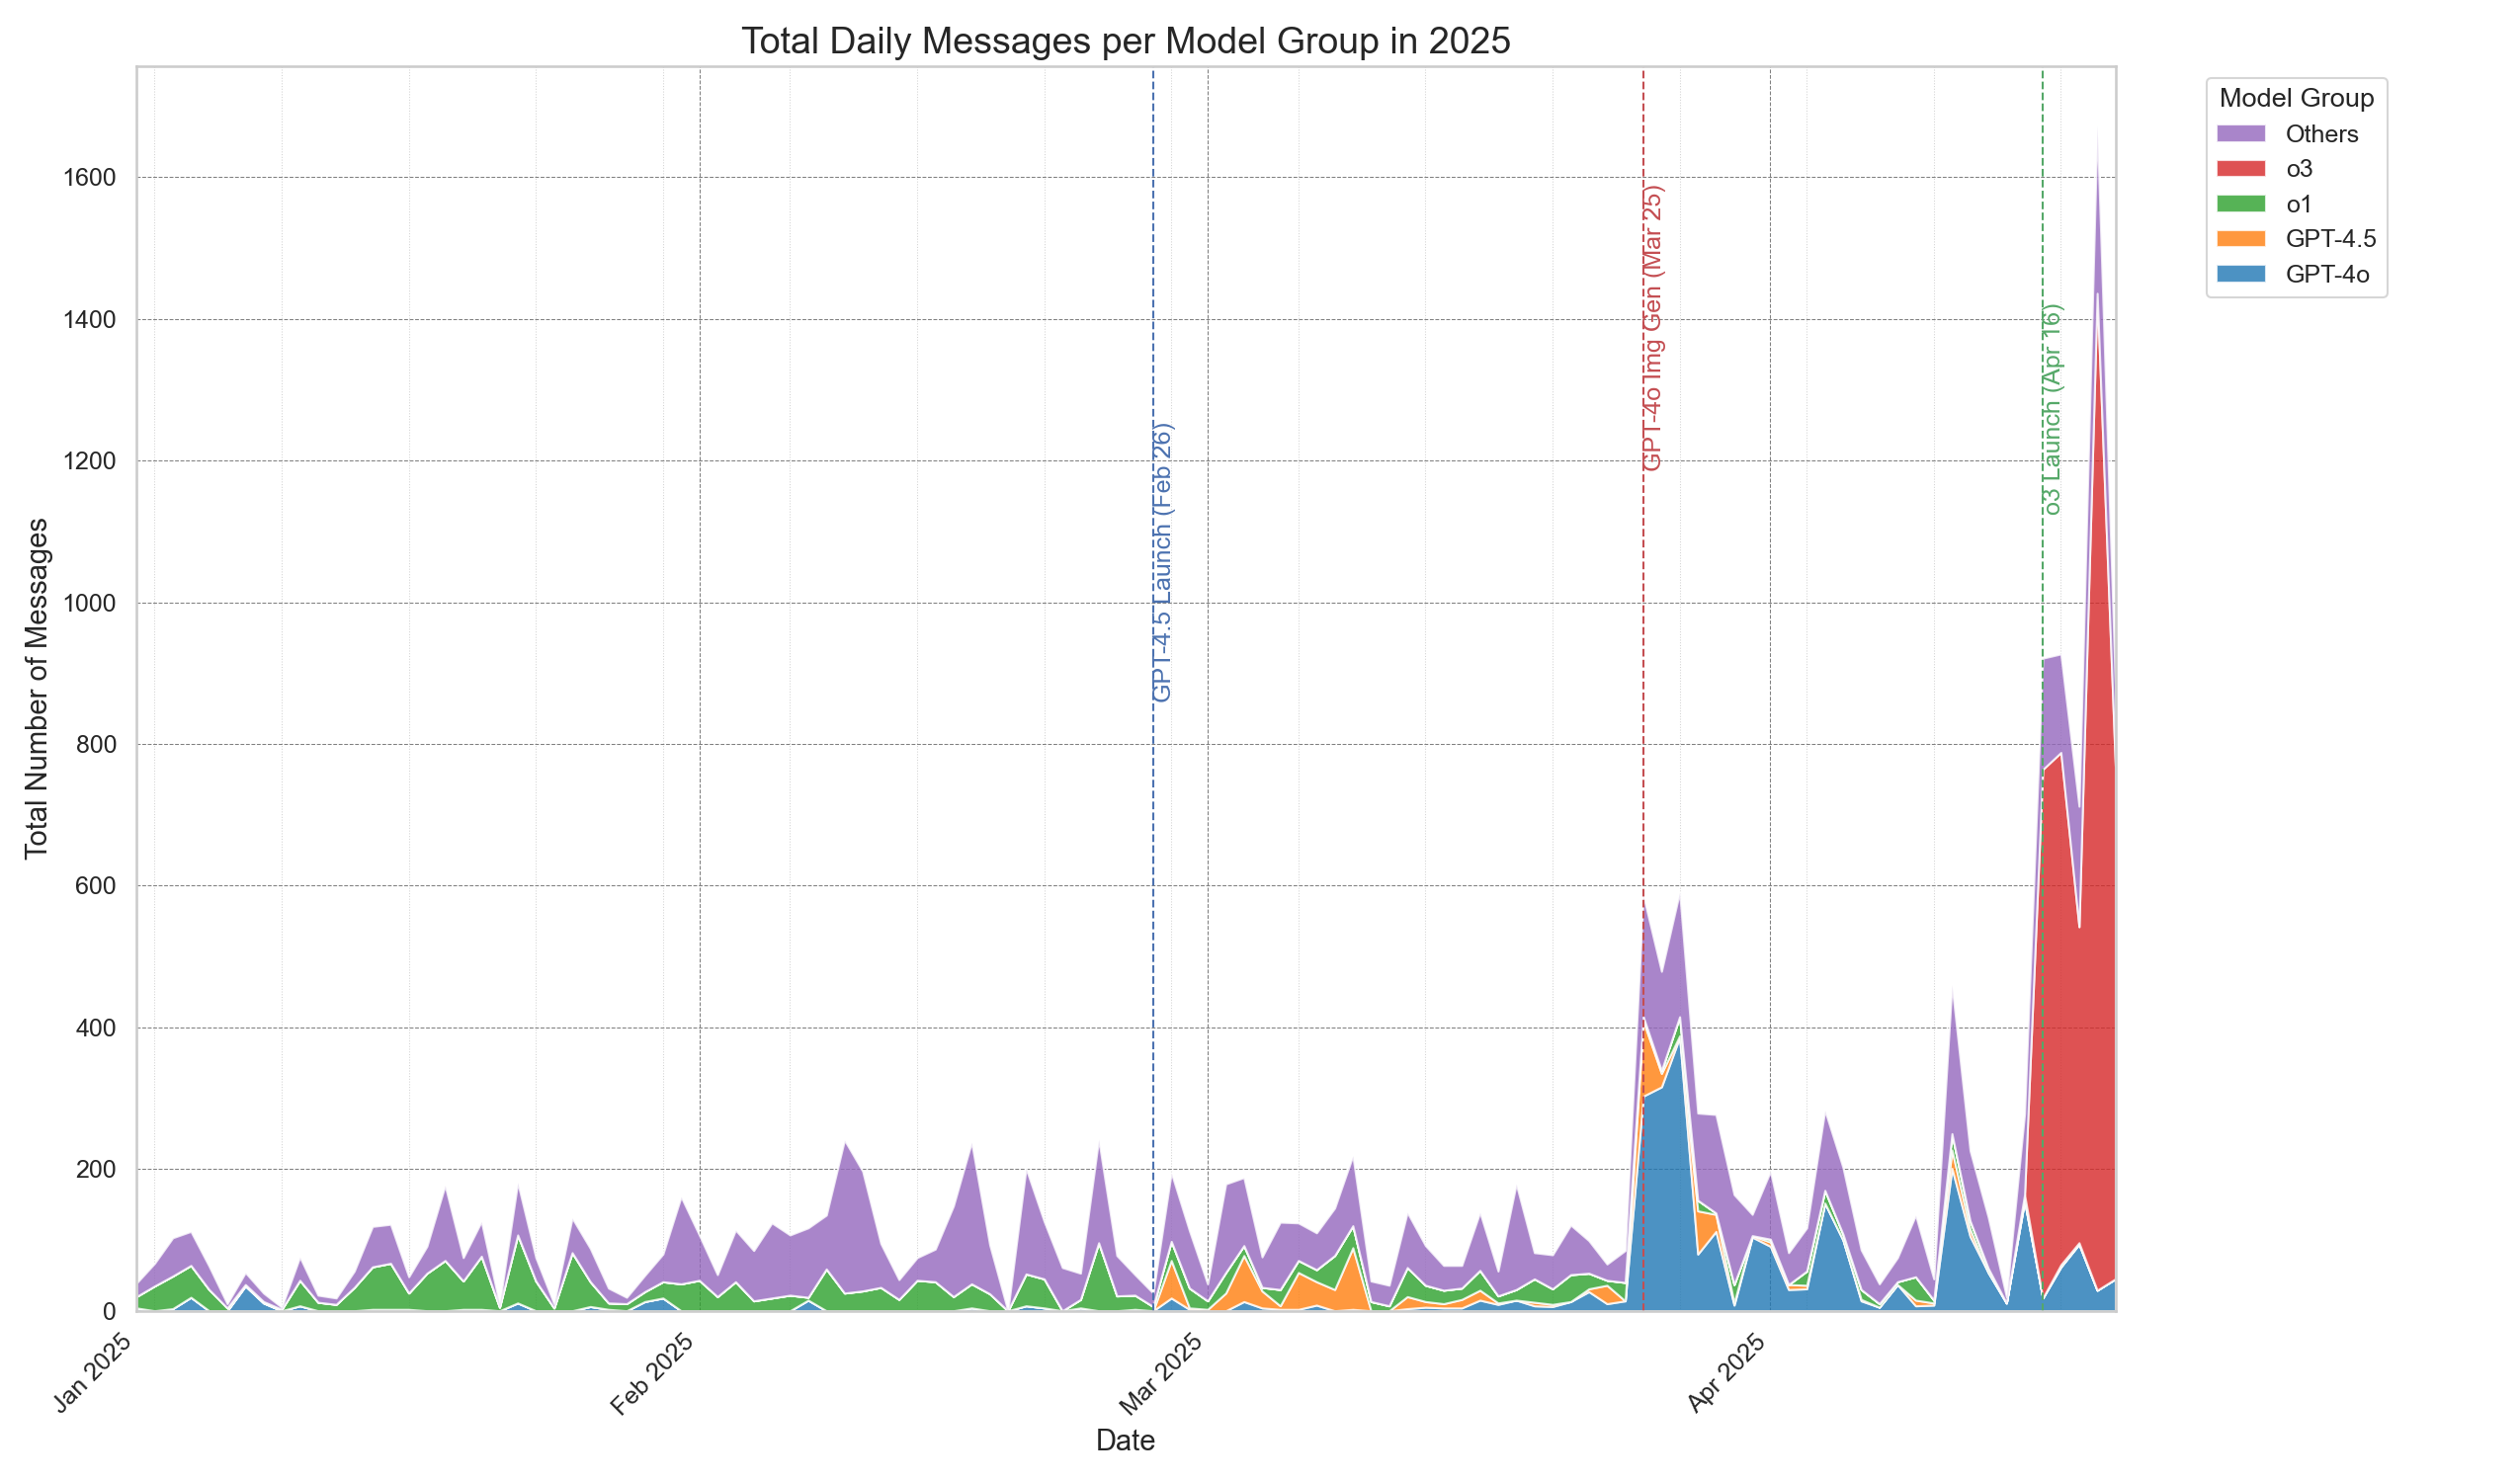 Total Daily Messages per Model Group in 2025
Total Number of Messages
1600
1400
1200
1000
800
600
400
200
0
GPT-4.5 Launch (Feb 26)
GPT-4o Img Gen (Mar 25)
o3 Launch (Apr 16)
Jan 2025
Feb 2025
Mar 2025
Apr 2025
Date
Model Group
Others
o3
o1
GPT-4.5
GPT-4o